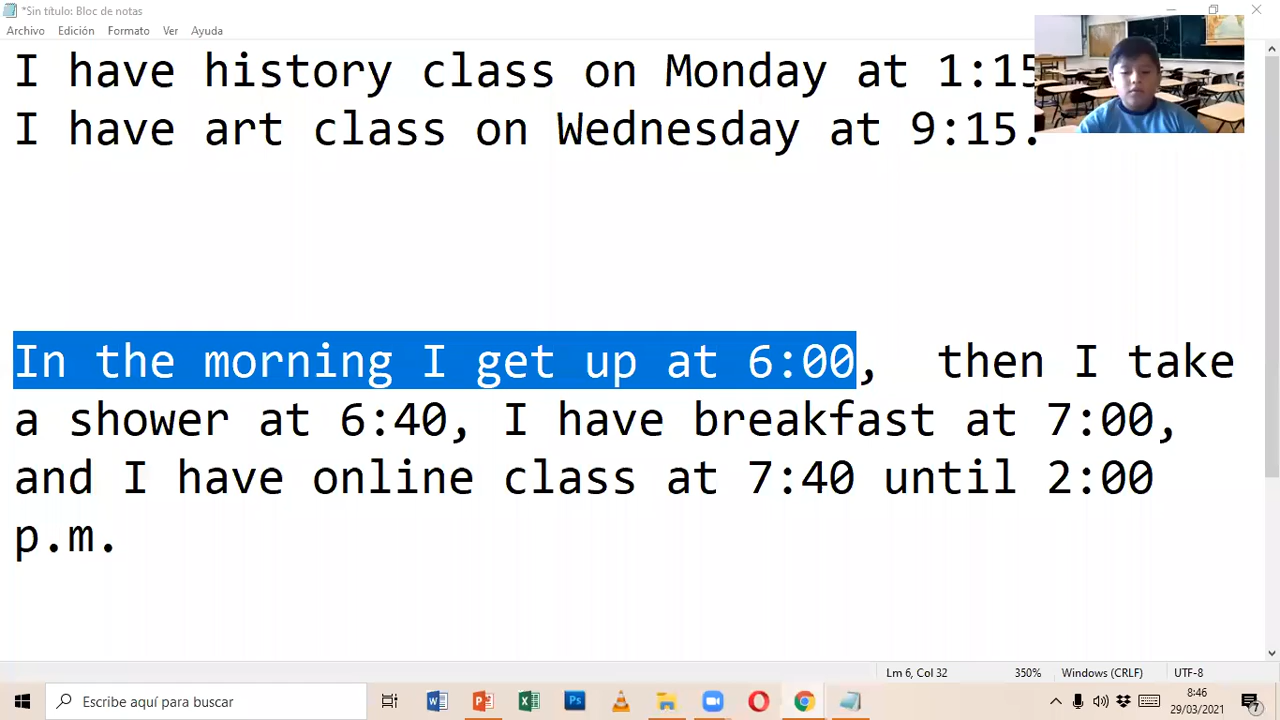 *Sin título: Bloc de notas
Archivo Edición Formato Ver Ayuda
I have history class on Monday at 1:15
I have art class on Wednesday at 9:15.
In the morning I get up at 6:00,  then I take
a shower at 6:40, I have breakfast at 7:00,
and I have online class at 7:40 until 2:00
p.m.
Lm 6, Col 32 350% Windows (CRLF) UTF-8
Escribe aquí para buscar
8:46
29/03/2021
7